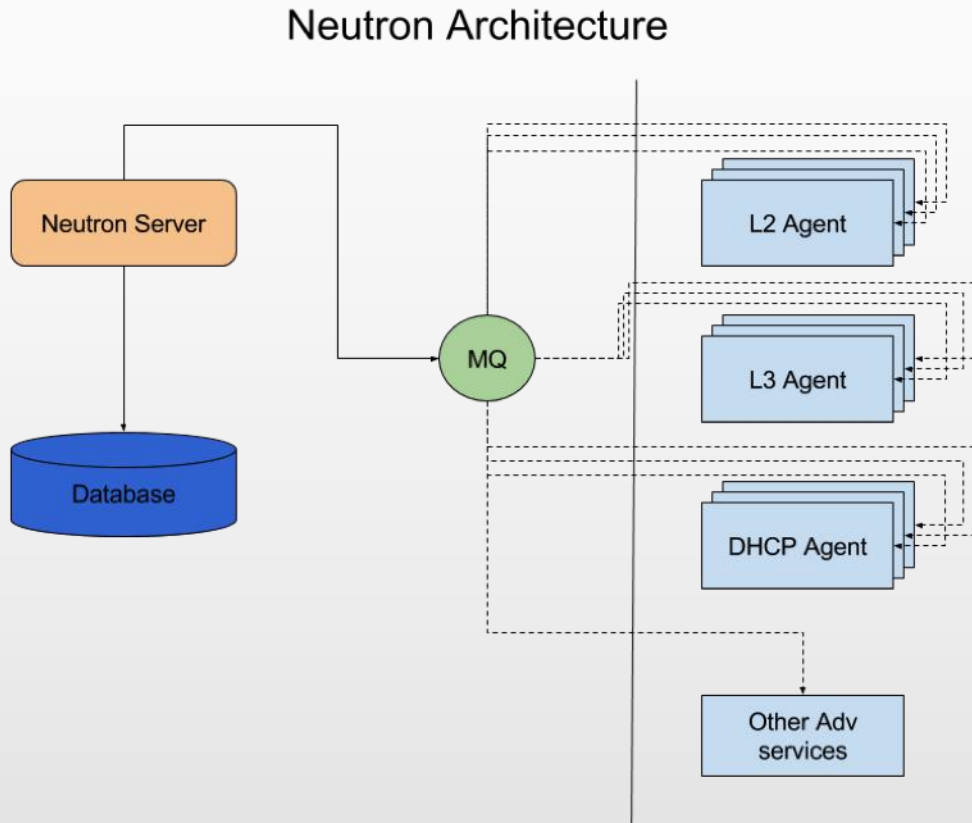 Neutron Architecture
Neutron Server
L2 Agent
MQ
L3 Agent
Database
DHCP Agent
Other Adv
services